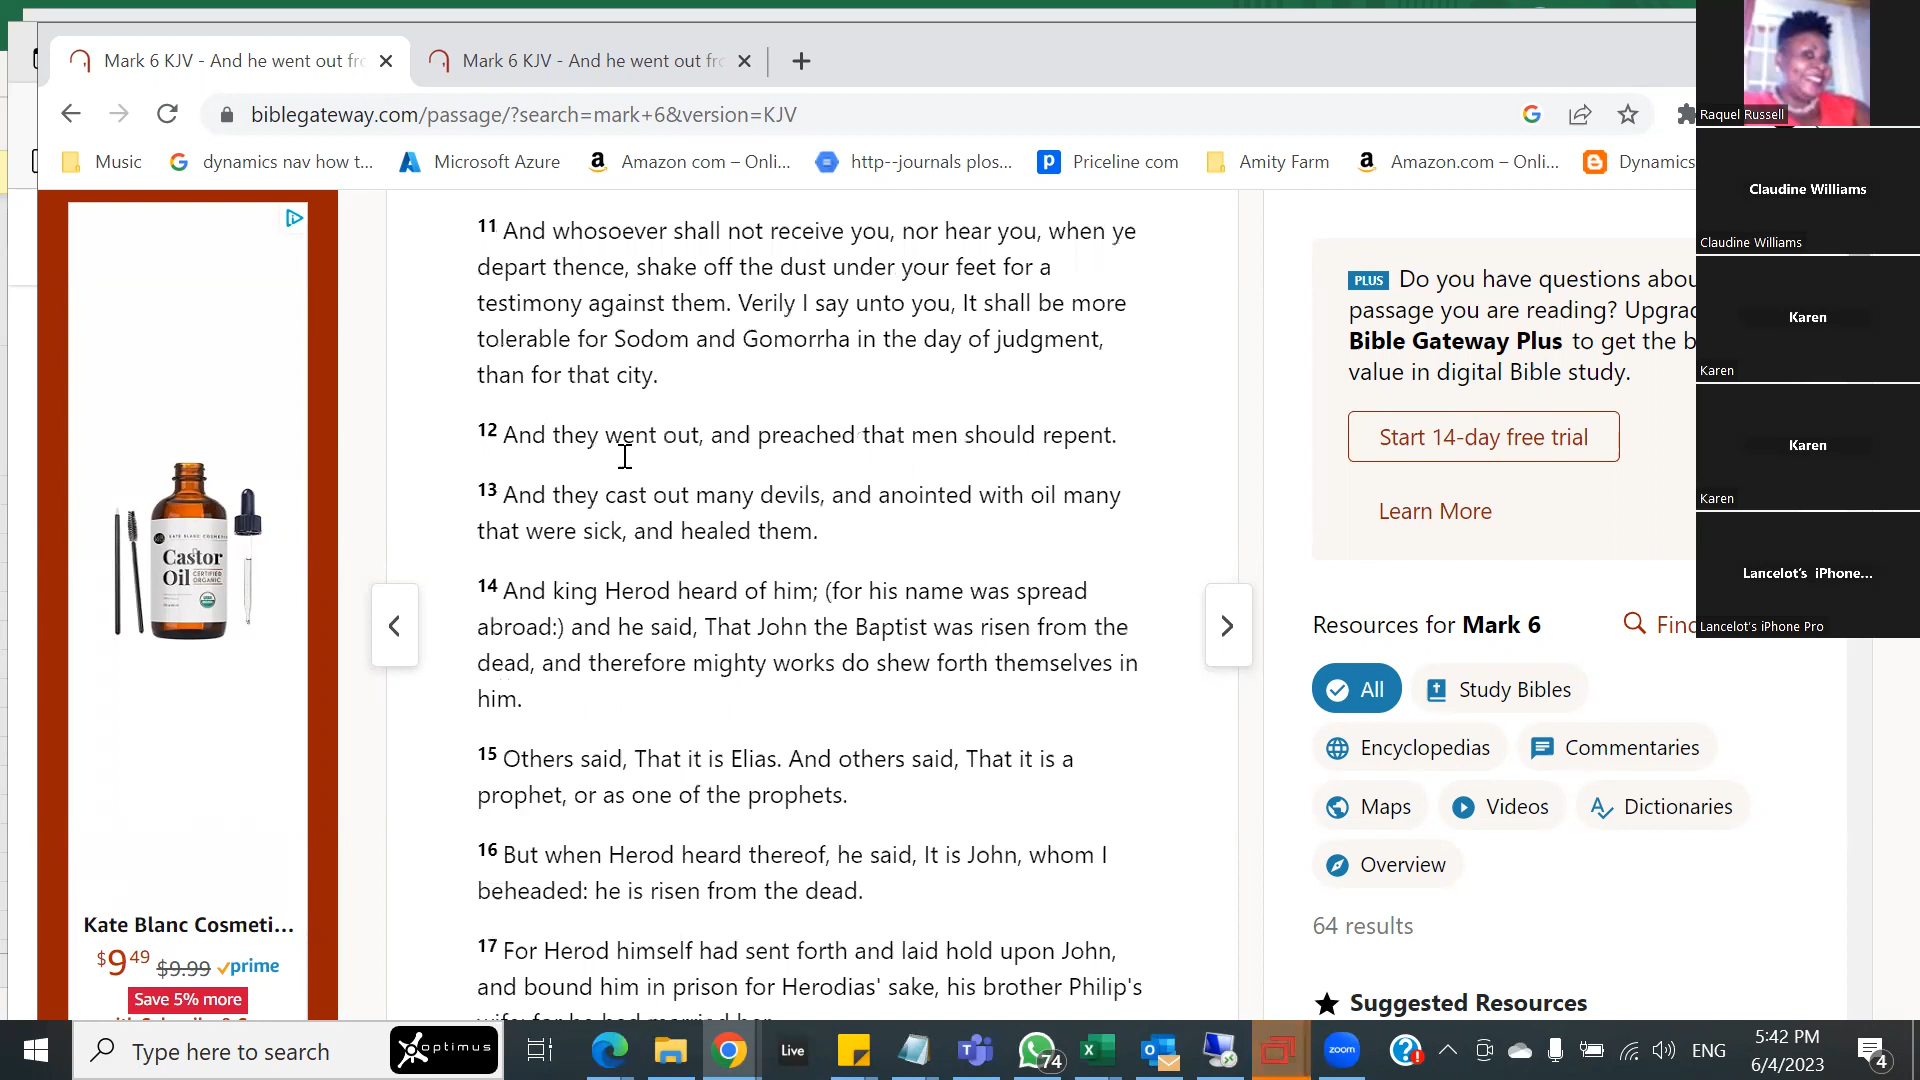 Mark 6 KJV - And he went out fro
Mark 6 KJV - And he went out fro
biblegateway.com/passage/?search=mark+6&version=KJV
Music
dynamics nav how t...
Microsoft Azure
Amazon com – Onli...
http--journals plos...
Priceline com
Amity Farm
Amazon.com – Onli...
Dynamics
11 And whosoever shall not receive you, nor hear you, when ye
depart thence, shake off the dust under your feet for a
testimony against them. Verily I say unto you, It shall be more
tolerable for Sodom and Gomorrha in the day of judgment,
than for that city.
12 And they went out, and preached that men should repent.
13 And they cast out many devils, and anointed with oil many
that were sick, and healed them.
14 And king Herod heard of him; (for his name was spread
abroad:) and he said, That John the Baptist was risen from the
dead, and therefore mighty works do shew forth themselves in
him.
15 Others said, That it is Elias. And others said, That it is a
prophet, or as one of the prophets.
16 But when Herod heard thereof, he said, It is John, whom I
beheaded: he is risen from the dead.
17 For Herod himself had sent forth and laid hold upon John,
and bound him in prison for Herodias' sake, his brother Philip's
wife: for he had married her.
KATE BLANC COSMETICS
Castor
Oil
CERTIFIED
ORGANIC
Kate Blanc Cosmeti...
$9 49 $9.99 prime
Save 5% more
PLUS Do you have questions abou
passage you are reading? Upgrad
Bible Gateway Plus to get the b
value in digital Bible study.
Start 14-day free trial
Learn More
Resources for Mark 6
Find
All
Study Bibles
Encyclopedias
Commentaries
Maps
Videos
Dictionaries
Overview
64 results
Suggested Resources
Raquel Russell
Claudine Williams
Claudine Williams
Karen
Karen
Karen
Karen
Lancelot's iPhone...
Lancelot's iPhone Pro
Type here to search
optimus
Live
74
zoom
ENG
5:42 PM
6/4/2023
4